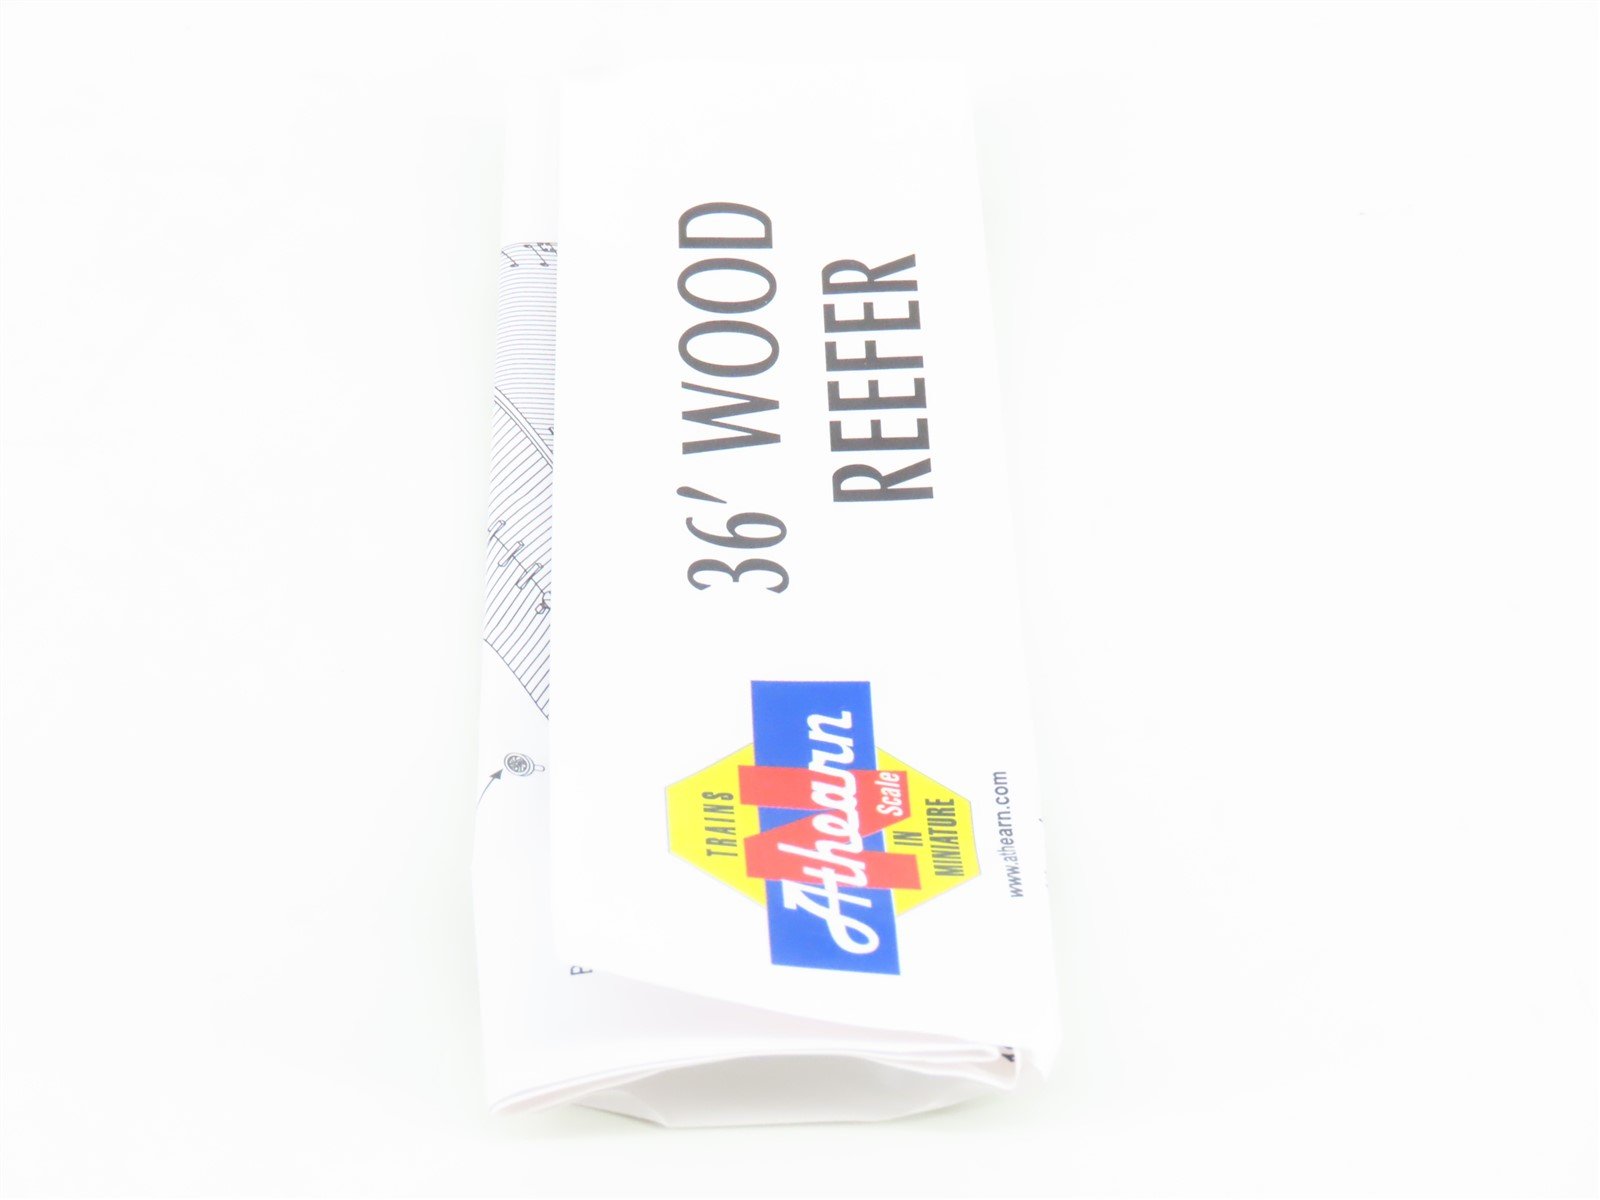 36' WOOD
REEFER
TRAINS
Athearn
Scale
IN
MINIATURE
www.athearn.com